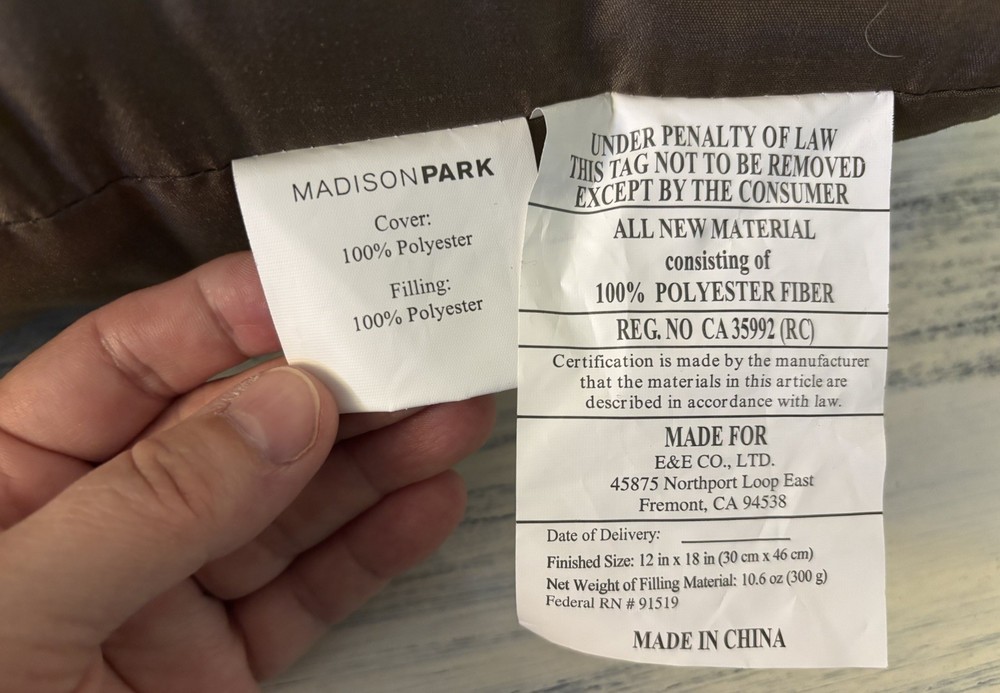 MADISONPARK
Cover:
100% Polyester
Filling:
100% Polyester
UNDER PENALTY OF LAW
THIS TAG NOT TO BE REMOVED
EXCEPT BY THE CONSUMER
ALL NEW MATERIAL
consisting of
100% POLYESTER FIBER
REG. NO CA 35992 (RC)
Certification is made by the manufacturer
that the materials in this article are
described in accordance with law.
MADE FOR
E&E CO., LTD.
45875 Northport Loop East
Fremont, CA 94538
Date of Delivery:
Finished Size: 12 in x 18 in (30 cm x 46 cm)
Net Weight of Filling Material: 10.6 oz (300 g)
Federal RN # 91519
MADE IN CHINA